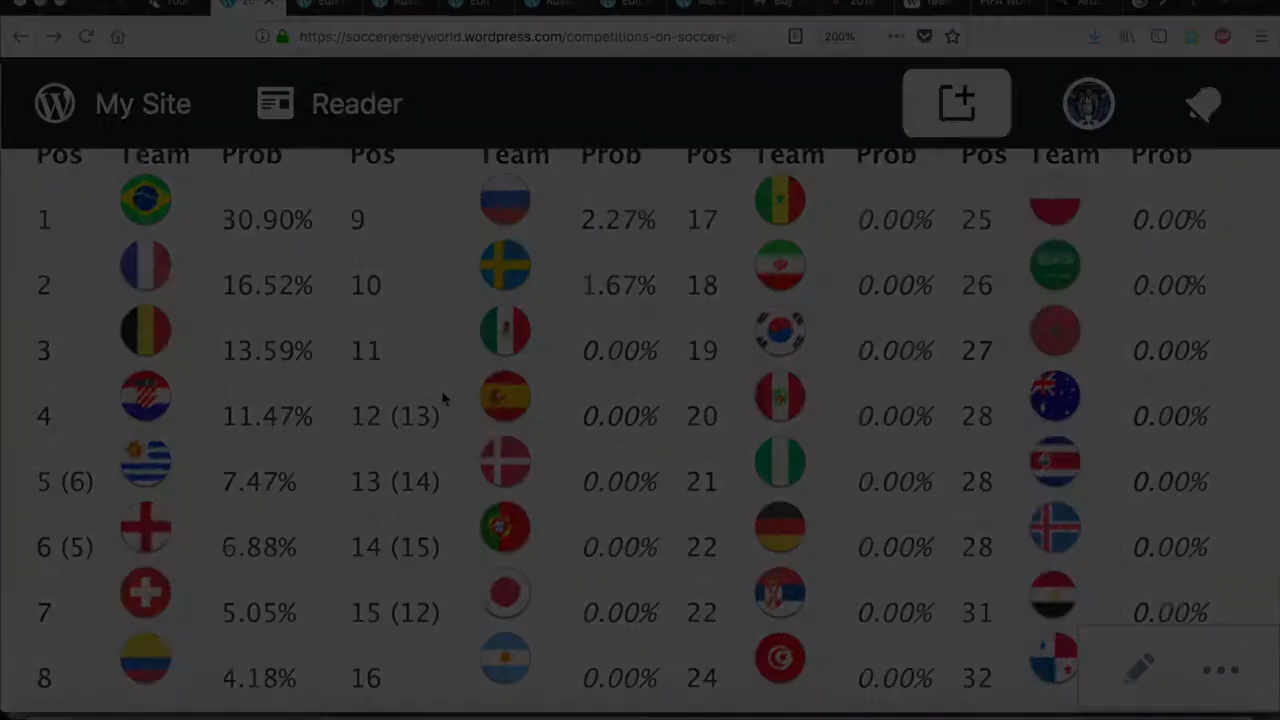 https://soccerjerseyworld.wordpress.com/competitions-on-soccer-je 200%
My Site Reader
Pos Team Prob Pos Team Prob Pos Team Prob Pos Team Prob
1 30.90% 9 2.27% 17 0.00% 25 0.00%
2 16.52% 10 1.67% 18 0.00% 26 0.00%
3 13.59% 11 0.00% 19 0.00% 27 0.00%
4 11.47% 12 (13) 0.00% 20 0.00% 28 0.00%
5 (6) 7.47% 13 (14) 0.00% 21 0.00% 28 0.00%
6 (5) 6.88% 14 (15) 0.00% 22 0.00% 28 0.00%
7 5.05% 15 (12) 0.00% 22 0.00% 31 0.00%
8 4.18% 16 0.00% 24 0.00% 32